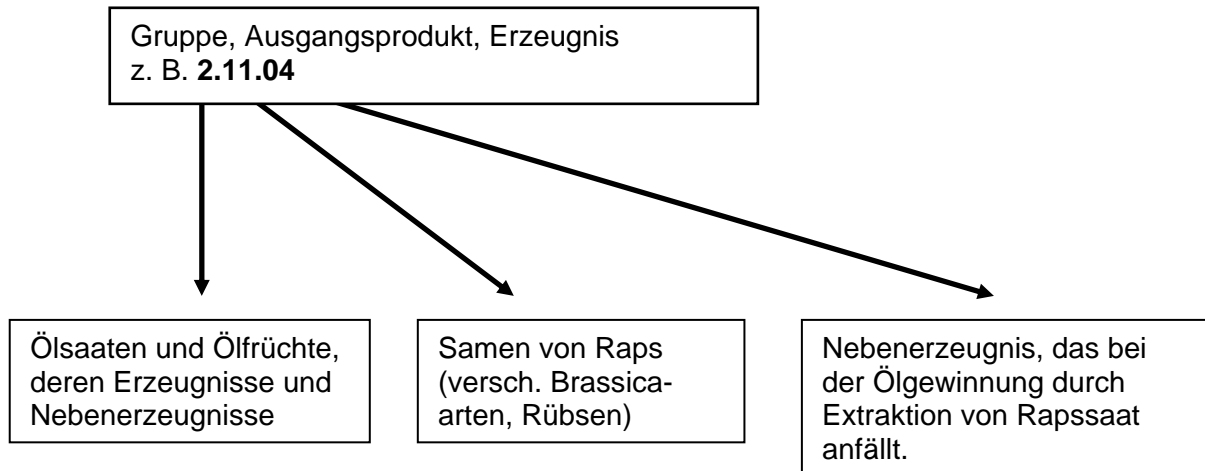 Gruppe, Ausgangsprodukt, Erzeugnis
z. B. 2.11.04
Ölsaaten und Ölfrüchte,
deren Erzeugnisse und
Nebenerzeugnisse
Samen von Raps
(versch. Brassica-
arten, Rübsen)
Nebenerzeugnis, das bei
der Ölgewinnung durch
Extraktion von Rapssaat
anfällt.